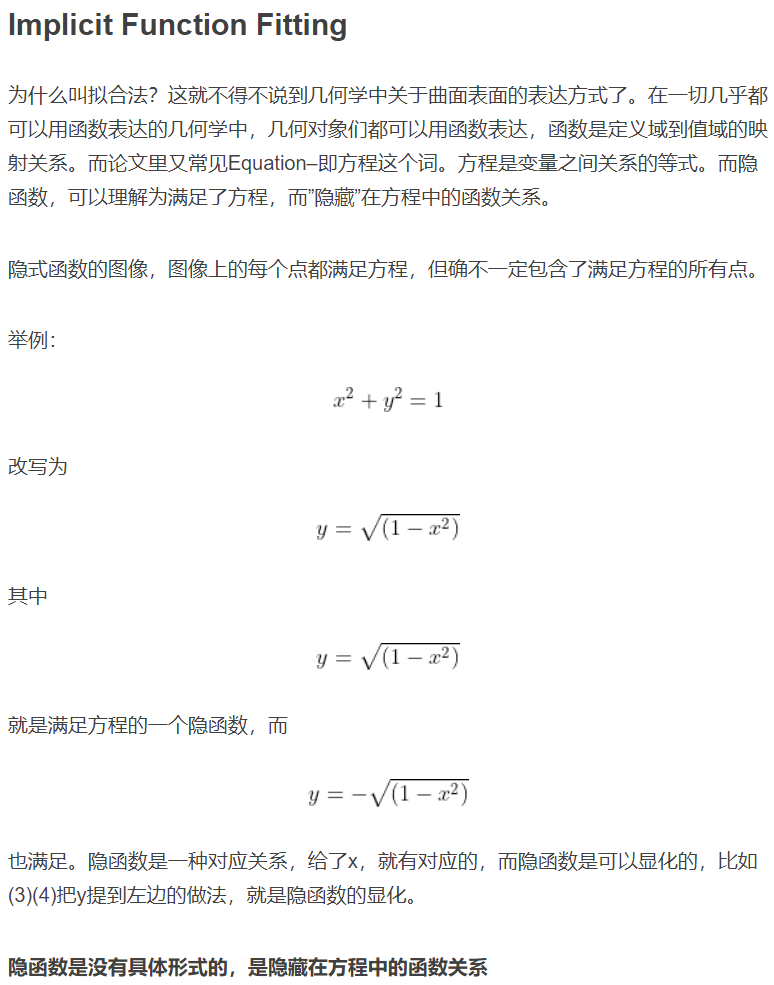 Implicit Function Fitting
为什么叫拟合法？这就不得不说到几何学中关于曲面表面的表达方式了。在一切几乎都
可以用函数表达的几何学中，几何对象们都可以用函数表达，函数是定义域到值域的映
射关系。而论文里又常见Equation–即方程这个词。方程是变量之间关系的等式。而隐
函数，可以理解为满足了方程，而”隐藏”在方程中的函数关系。
隐式函数的图像，图像上的每个点都满足方程，但确不一定包含了满足方程的所有点。
举例：
x² + y² = 1
改写为
y = √(1 − x²)
其中
y = √(1 − x²)
就是满足方程的一个隐函数，而
y = −√(1 − x²)
也满足。隐函数是一种对应关系，给了x，就有对应的，而隐函数是可以显化的，比如
(3)(4)把y提到左边的做法，就是隐函数的显化。
隐函数是没有具体形式的，是隐藏在方程中的函数关系